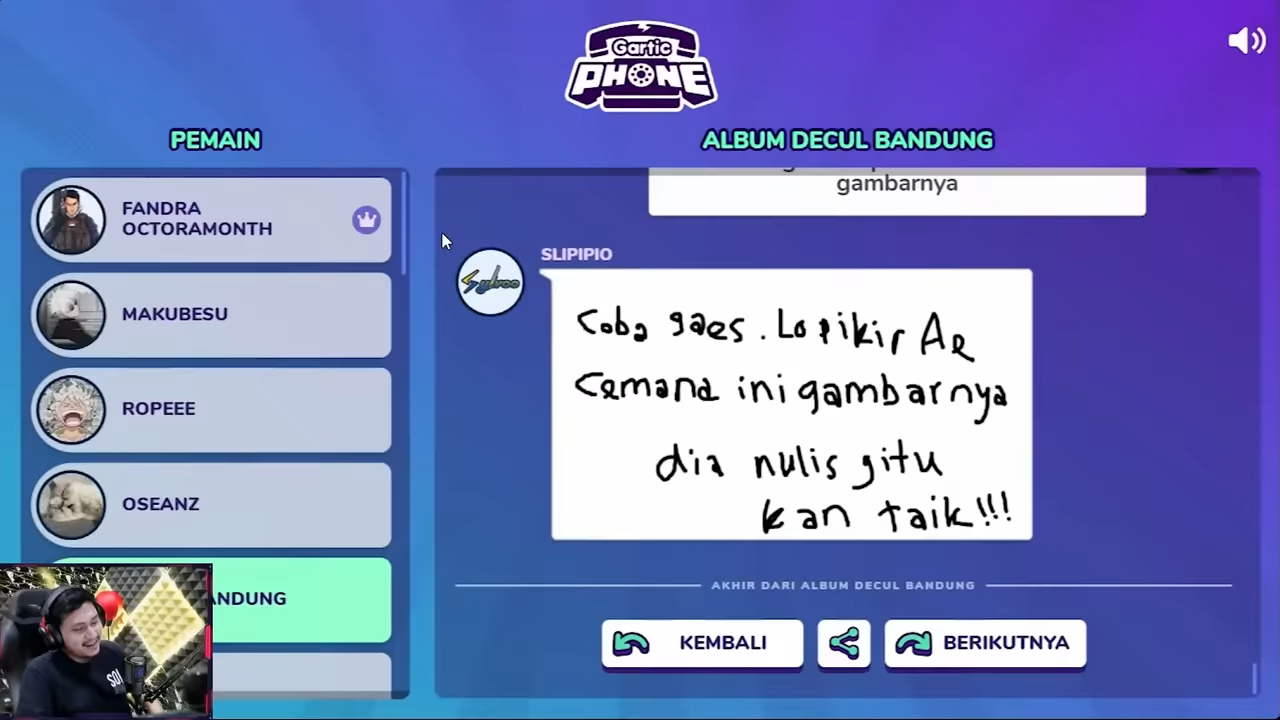 Gartic
PHONE
PEMAIN
ALBUM DECUL BANDUNG
FANDRA
OCTORAMONTH
MAKUBESU
ROPEEE
OSEANZ
ANDUNG
gambarnya
SLIPIPIO
Coba gaes. Lo pikir Ae
Cemana ini gambarnya
dia nulis gitu
kan taik!!!
AKHIR DARI ALBUM DECUL BANDUNG
KEMBALI
BERIKUTNYA